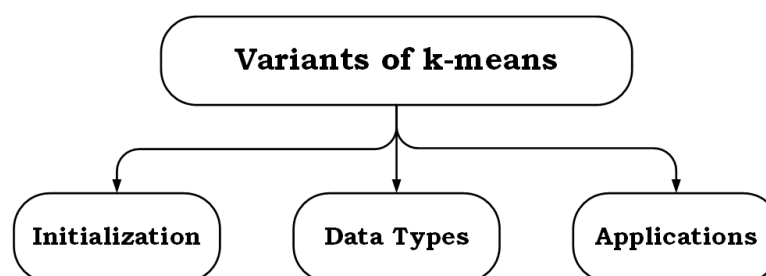 Variants of k-means
Initialization
Data Types
Applications